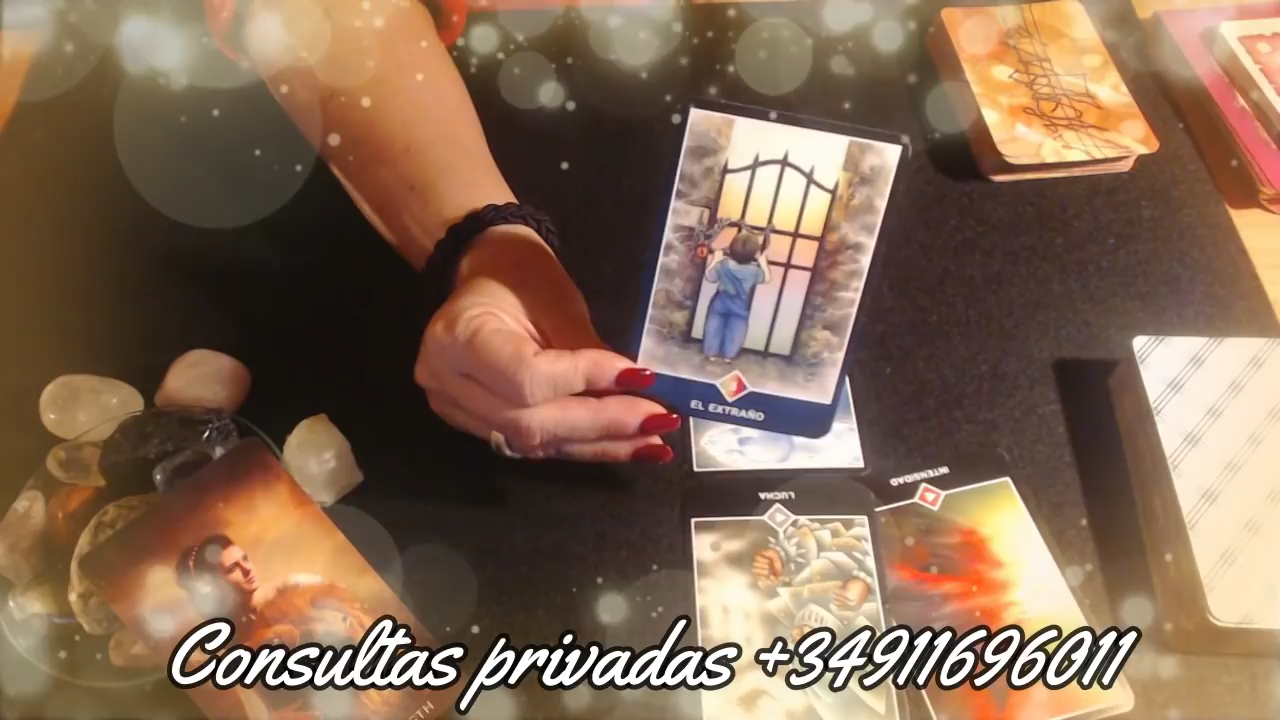 EL EXTRAÑO
INTENSIDAD
LUCHA
Consultas privadas +34911696011